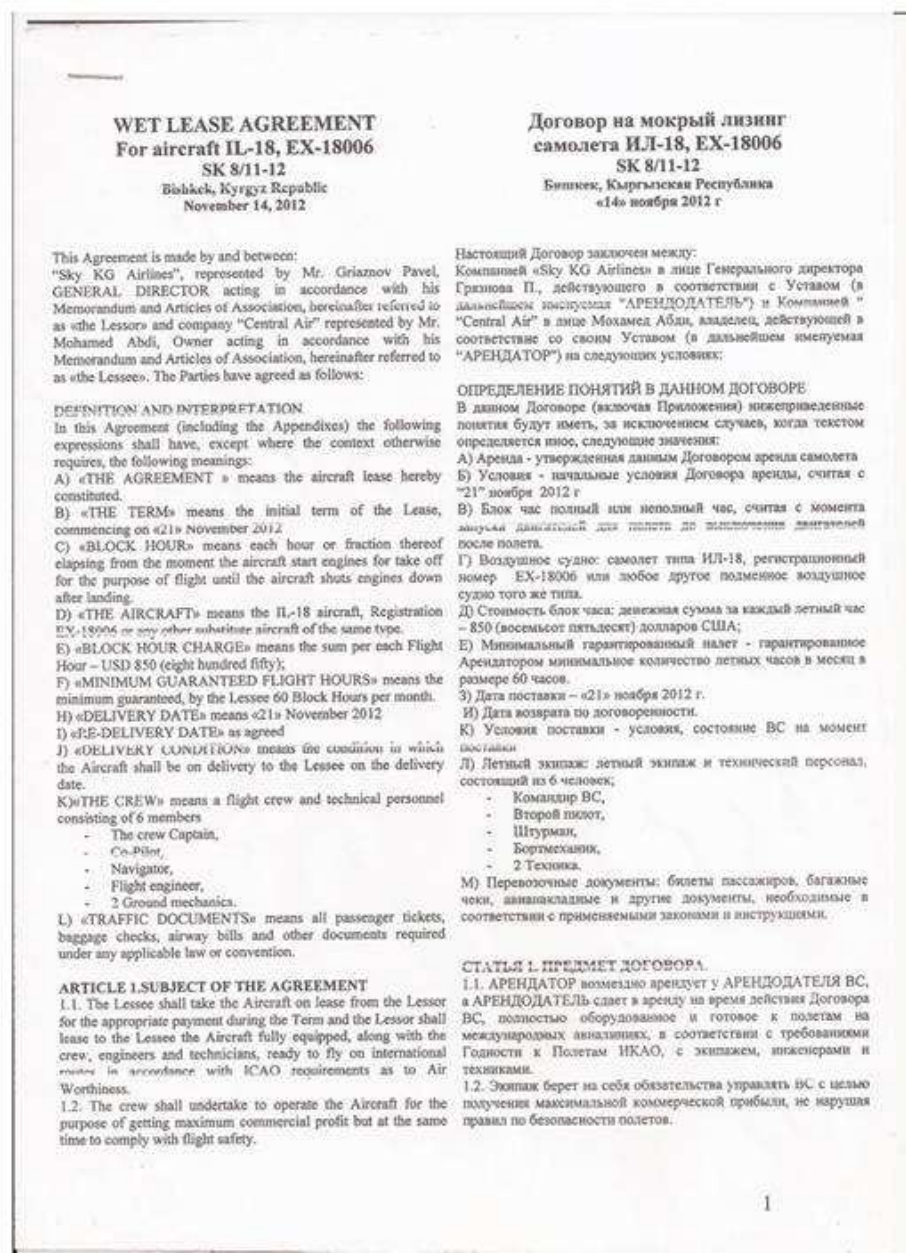 WET LEASE AGREEMENT
For aircraft IL-18, EX-18006
SK 8/11-12
Bishkek, Kyrgyz Republic
November 14, 2012
This Agreement is made by and between:
"Sky KG Airlines", represented by Mr. Griaznov Pavel,
GENERAL DIRECTOR acting in accordance with his
Memorandum and Articles of Association, hereinafter referred to
as «the Lessor» and company "Central Air" represented by Mr.
Mohamed Abdi, Owner acting in accordance with his
Memorandum and Articles of Association, hereinafter referred to
as «the Lessee». The Parties have agreed as follows:
DEFINITION AND INTERPRETATION
In this Agreement (including the Appendixes) the following
expressions shall have, except where the context otherwise
requires, the following meanings:
A) «THE AGREEMENT » means the aircraft lease hereby
constituted.
B) «THE TERM» means the initial term of the Lease,
commencing on «21» November 2012
C) «BLOCK HOUR» means each hour or fraction thereof
elapsing from the moment the aircraft start engines for take off
for the purpose of flight until the aircraft shuts engines down
after landing.
D) «THE AIRCRAFT» means the IL-18 aircraft, Registration
EX-18006 or any other substitute aircraft of the same type.
E) «BLOCK HOUR CHARGE» means the sum per each Flight
Hour – USD 850 (eight hundred fifty);
F) «MINIMUM GUARANTEED FLIGHT HOURS» means the
minimum guaranteed, by the Lessee 60 Block Hours per month.
H) «DELIVERY DATE» means «21» November 2012
I) «RE-DELIVERY DATE» as agreed
J) «DELIVERY CONDITION» means the condition in which
the Aircraft shall be on delivery to the Lessee on the delivery
date.
K)«THE CREW» means a flight crew and technical personnel
consisting of 6 members
- The crew Captain,
- Co-Pilot,
- Navigator,
- Flight engineer,
- 2 Ground mechanics.
L) «TRAFFIC DOCUMENTS» means all passenger tickets,
baggage checks, airway bills and other documents required
under any applicable law or convention.
ARTICLE 1.SUBJECT OF THE AGREEMENT
1.1. The Lessee shall take the Aircraft on lease from the Lessor
for the appropriate payment during the Term and the Lessor shall
lease to the Lessee the Aircraft fully equipped, along with the
crew, engineers and technicians, ready to fly on international
routes in accordance with ICAO requirements as to Air
Worthiness.
1.2. The crew shall undertake to operate the Aircraft for the
purpose of getting maximum commercial profit but at the same
time to comply with flight safety.
Договор на мокрый лизинг
самолета ИЛ-18, EX-18006
SK 8/11-12
Бишкек, Кыргызская Республика
«14» ноября 2012 г
Настоящий Договор заключен между:
Компанией «Sky KG Airlines» в лице Генерального директора
Грязнова П., действующего в соответствии с Уставом (в
дальнейшем именуемая "АРЕНДОДАТЕЛЬ") и Компанией "
"Central Air" в лице Мохамед Абди, владелец, действующей в
соответствие со своим Уставом (в дальнейшем именуемая
"АРЕНДАТОР") на следующих условиях:
ОПРЕДЕЛЕНИЕ ПОНЯТИЙ В ДАННОМ ДОГОВОРЕ
В данном Договоре (включая Приложения) нижеприведенные
понятия будут иметь, за исключением случаев, когда текстом
определяется иное, следующие значения:
А) Аренда - утвержденная данным Договором аренда самолета
Б) Условия - начальные условия Договора аренды, считая с
"21" ноября 2012 г
В) Блок час полный или неполный час, считая с момента
запуска двигателей для полета до выключения двигателей
после полета.
Г) Воздушное судно: самолет типа ИЛ-18, регистрационный
номер EX-18006 или любое другое подменное воздушное
судно того же типа.
Д) Стоимость блок часа: денежная сумма за каждый летный час
– 850 (восемьсот пятьдесят) долларов США;
Е) Минимальный гарантированный налет - гарантированное
Арендатором минимальное количество летных часов в месяц в
размере 60 часов.
З) Дата поставки – «21» ноября 2012 г.
И) Дата возврата по договоренности.
К) Условия поставки - условия, состояние ВС на момент
поставки
Л) Летный экипаж: летный экипаж и технический персонал,
состоящий из 6 человек;
- Командир ВС,
- Второй пилот,
- Штурман,
- Бортмеханик,
- 2 Техника.
М) Перевозочные документы: билеты пассажиров, багажные
чеки, авианакладные и другие документы, необходимые в
соответствии с применяемыми законами и инструкциями.
СТАТЬЯ 1. ПРЕДМЕТ ДОГОВОРА.
1.1. АРЕНДАТОР возмездно арендует у АРЕНДОДАТЕЛЯ ВС,
а АРЕНДОДАТЕЛЬ сдает в аренду на время действия Договора
ВС, полностью оборудованное и готовое к полетам на
международных авиалиниях, в соответствии с требованиями
Годности к Полетам ИКАО, с экипажем, инженерами и
техниками.
1.2. Экипаж берет на себя обязательства управлять ВС с целью
получения максимальной коммерческой прибыли, не нарушая
правил по безопасности полетов.
1